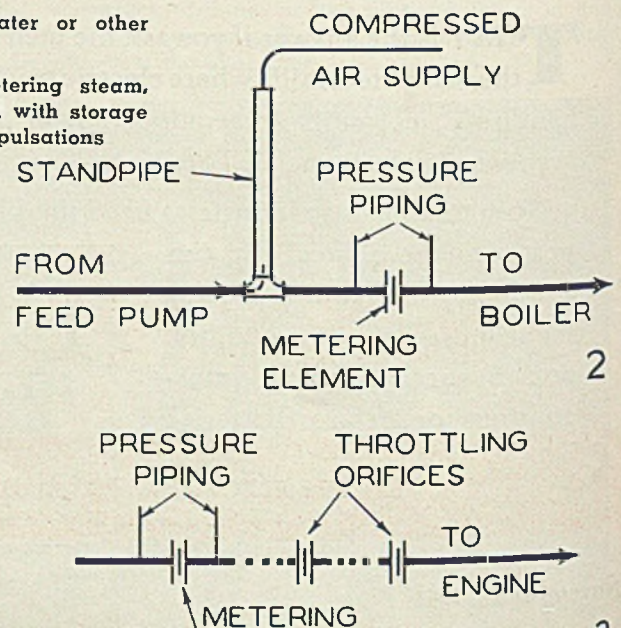 ater or other
tering steam,
with storage
pulsations
COMPRESSED
AIR SUPPLY
STANDPIPE
PRESSURE
PIPING
FROM
FEED PUMP
TO
BOILER
METERING
ELEMENT
2
PRESSURE
PIPING
THROTTLING
ORIFICES
TO
ENGINE
METERING